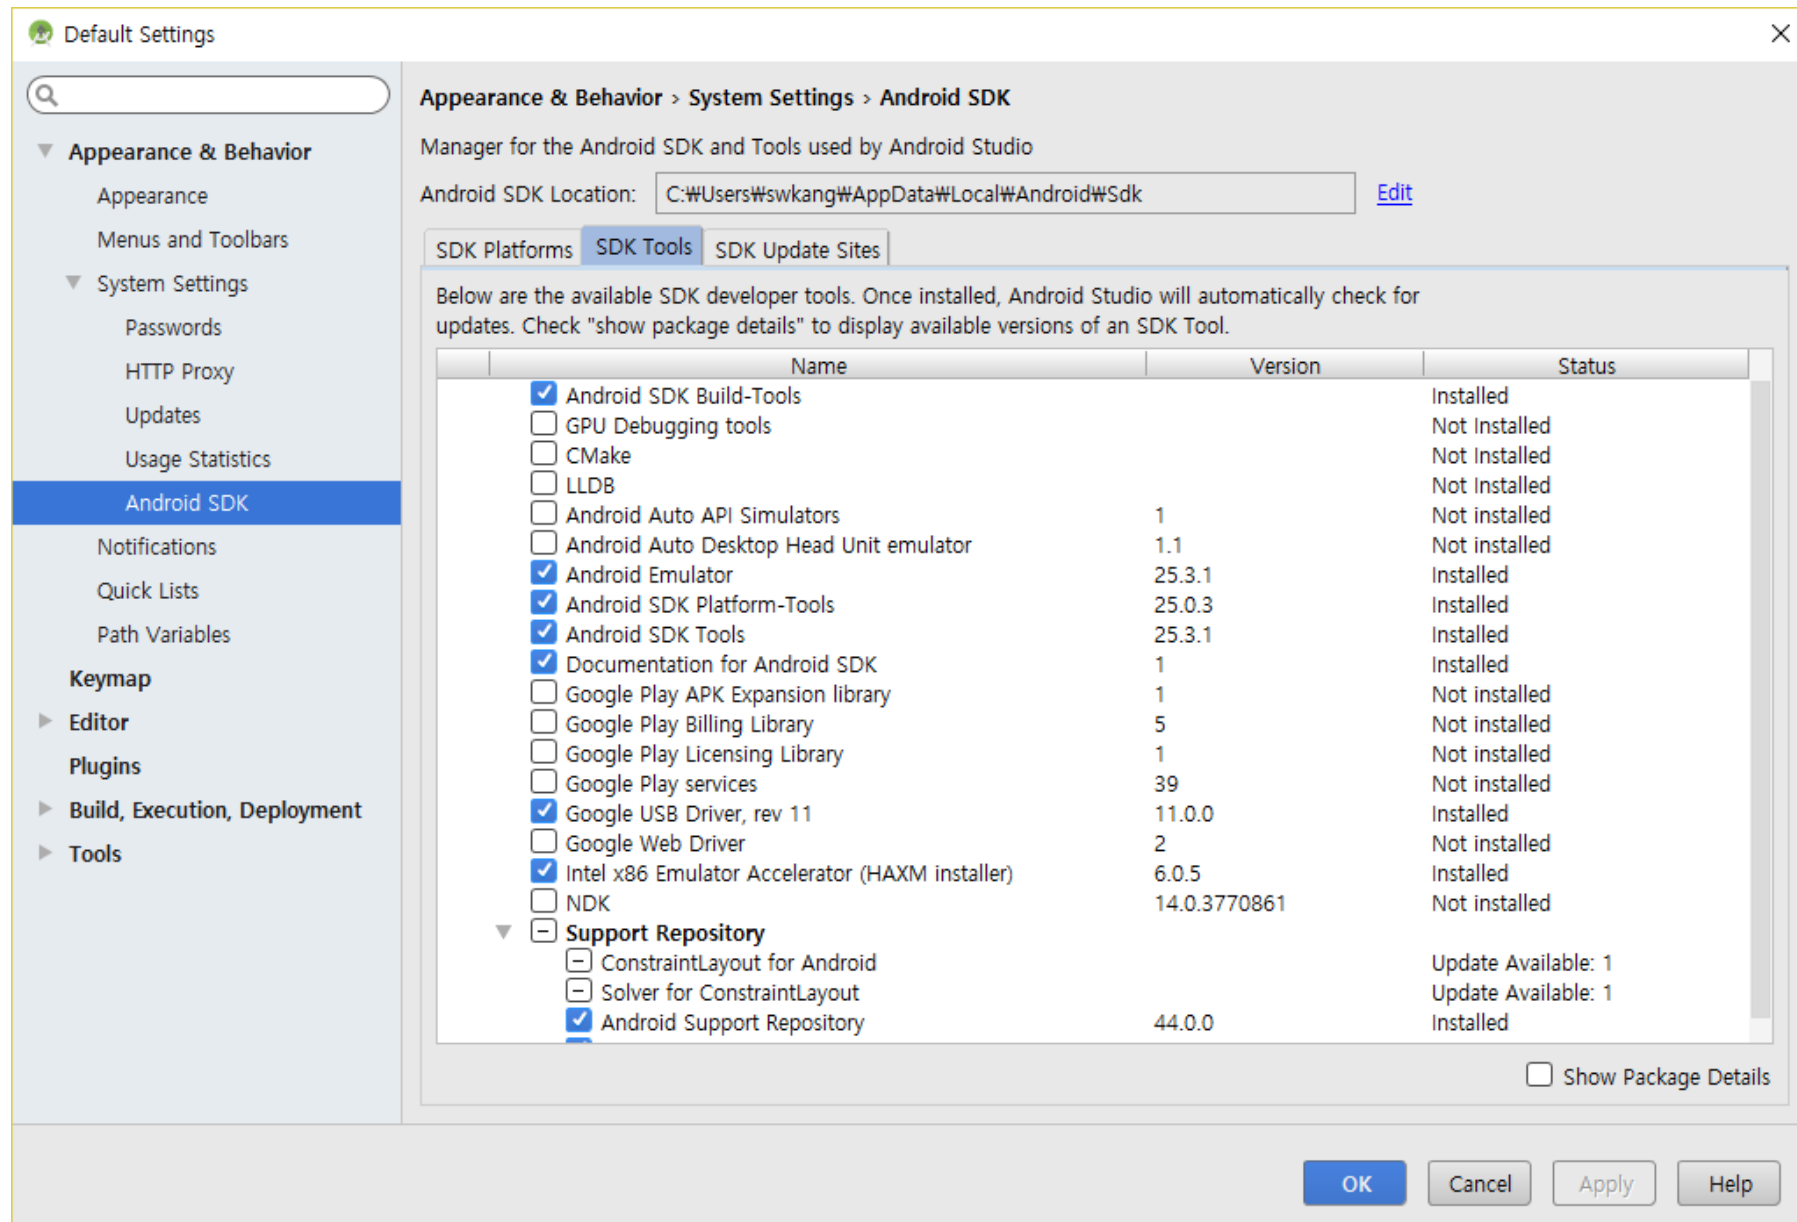 Default Settings
Appearance & Behavior
Appearance
Menus and Toolbars
System Settings
Passwords
HTTP Proxy
Updates
Usage Statistics
Android SDK
Notifications
Quick Lists
Path Variables
Keymap
Editor
Plugins
Build, Execution, Deployment
Tools
Appearance & Behavior › System Settings › Android SDK
Manager for the Android SDK and Tools used by Android Studio
Android SDK Location: C:₩Users₩swkang₩AppData₩Local₩Android₩Sdk Edit
SDK Platforms SDK Tools SDK Update Sites
Below are the available SDK developer tools. Once installed, Android Studio will automatically check for
updates. Check "show package details" to display available versions of an SDK Tool.
Name Version Status
Android SDK Build-Tools Installed
GPU Debugging tools Not Installed
CMake Not Installed
LLDB Not Installed
Android Auto API Simulators 1 Not installed
Android Auto Desktop Head Unit emulator 1.1 Not installed
Android Emulator 25.3.1 Installed
Android SDK Platform-Tools 25.0.3 Installed
Android SDK Tools 25.3.1 Installed
Documentation for Android SDK 1 Installed
Google Play APK Expansion library 1 Not installed
Google Play Billing Library 5 Not installed
Google Play Licensing Library 1 Not installed
Google Play services 39 Not installed
Google USB Driver, rev 11 11.0.0 Installed
Google Web Driver 2 Not installed
Intel x86 Emulator Accelerator (HAXM installer) 6.0.5 Installed
NDK 14.0.3770861 Not installed
Support Repository
ConstraintLayout for Android Update Available: 1
Solver for ConstraintLayout Update Available: 1
Android Support Repository 44.0.0 Installed
Show Package Details
OK Cancel Apply Help